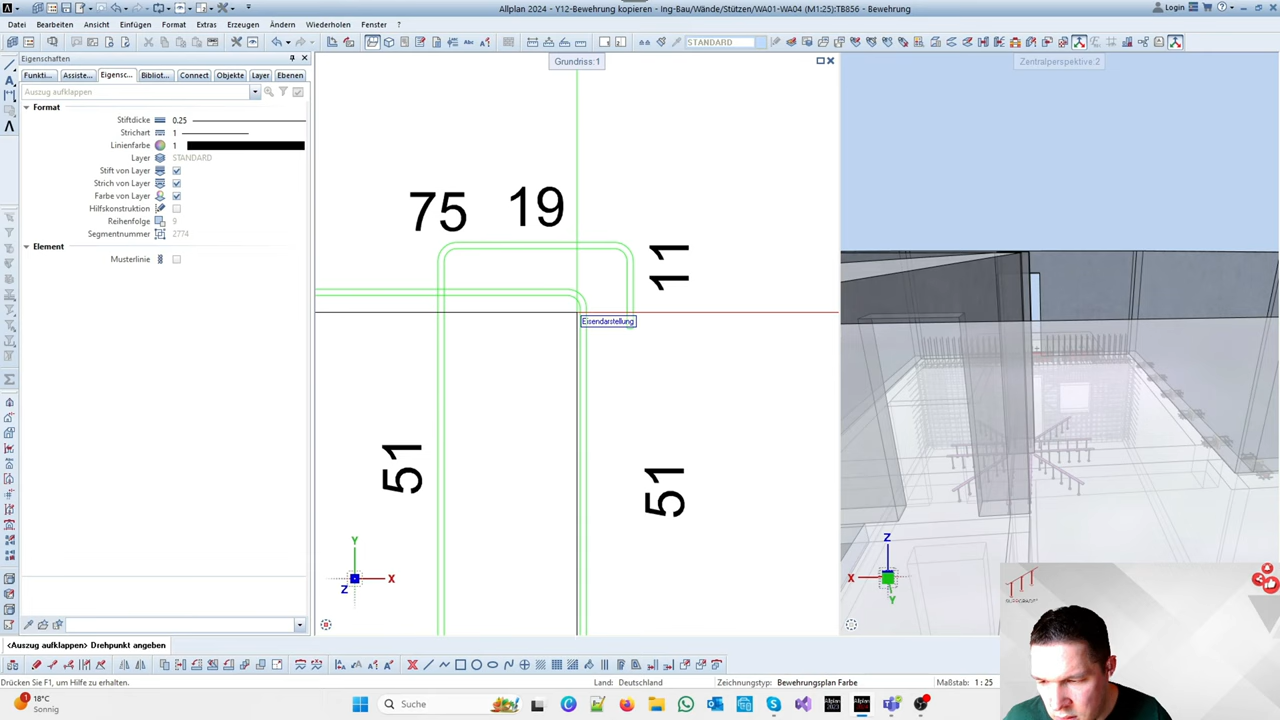 Allplan 2024 - Y12-Bewehrung kopieren - Ing-Bau/Wände/Stützen/WA01-WA04 (M1:25):TB856 - Bewehrung
Login
Datei Bearbeiten Ansicht Einfügen Format Extras Erzeugen Ändern Wiederholen Fenster ?
STANDARD
Eigenschaften
Funkti... Assiste... Eigensc... Bibliot... Connect Objekte Layer Ebenen
Auszug aufklappen
Format
Stiftdicke 0.25
Strichart 1
Linienfarbe 1
Layer STANDARD
Stift von Layer
Strich von Layer
Farbe von Layer
Hilfskonstruktion
Reihenfolge 9
Segmentnummer 2774
Element
Musterlinie
Grundriss:1
75 19
11
Eisendarstellung
51
51
Y
X
Z
Zentralperspektive:2
Z
X
Y
<Auszug aufklappen> Drehpunkt angeben
Drücken Sie F1, um Hilfe zu erhalten.
Land: Deutschland
Zeichnungstyp: Bewehrungsplan Farbe
Maßstab: 1 : 25
18°C
Sonnig
Suche